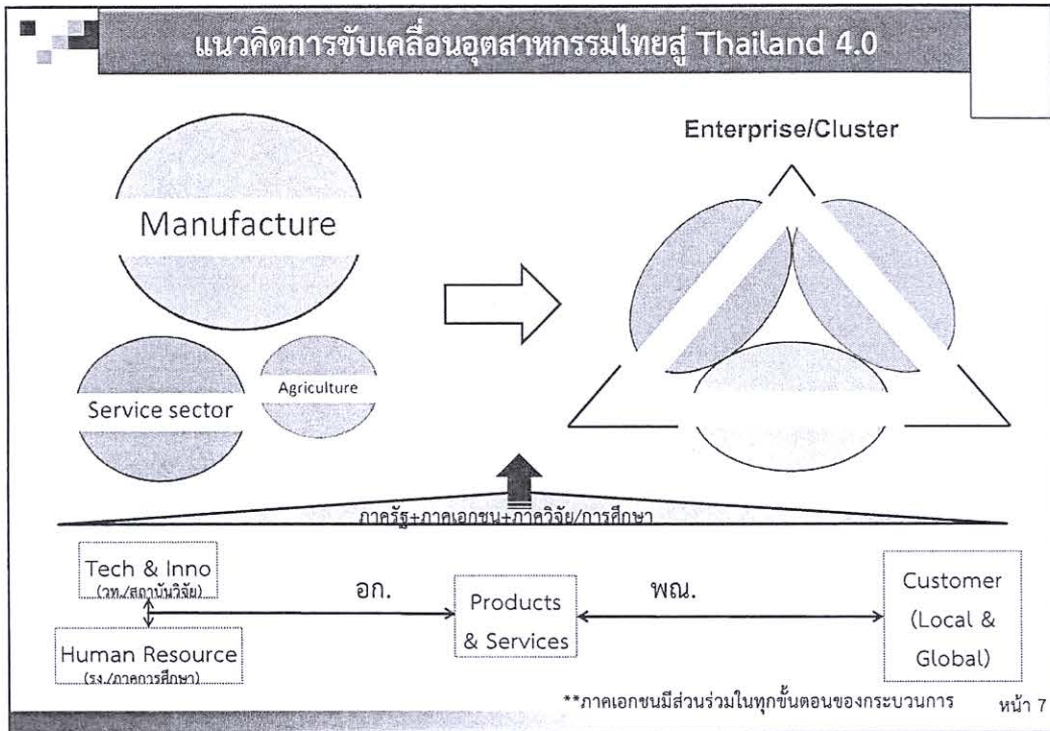 แนวคิดการขับเคลื่อนอุตสาหกรรมไทยสู่ Thailand 4.0
Manufacture
Service sector
Agriculture
Enterprise/Cluster
ภาครัฐ+ภาคเอกชน+ภาควิจัย/การศึกษา
Tech & Inno
(วท./สถาบันวิจัย)
Human Resource
(รง./ภาคการศึกษา)
อก.
Products
& Services
พณ.
Customer
(Local &
Global)
**ภาคเอกชนมีส่วนร่วมในทุกขั้นตอนของกระบวนการ
หน้า 7